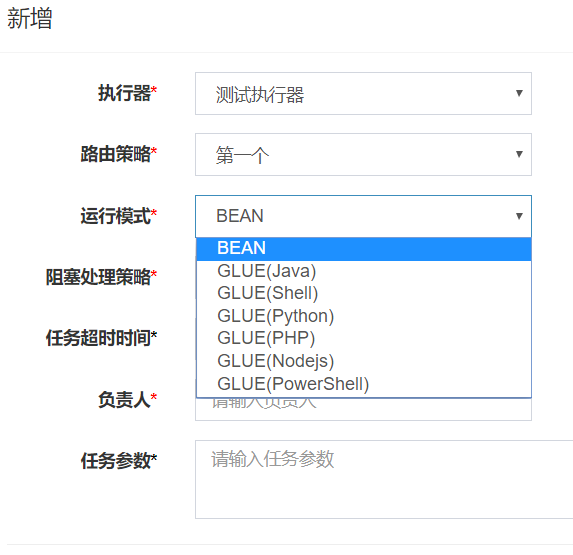 新增
执行器* 测试执行器
路由策略* 第一个
运行模式* BEAN
BEAN
GLUE(Java)
阻塞处理策略*
GLUE(Shell)
GLUE(Python)
任务超时时间*
GLUE(PHP)
GLUE(Nodejs)
GLUE(PowerShell)
负责人* 请输入负责人
任务参数* 请输入任务参数